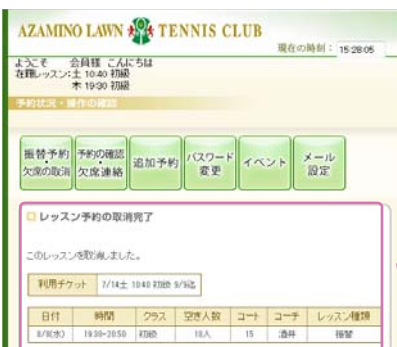 AZAMINO LAWN TENNIS CLUB
現在の時刻： 15:28:05
ようこそ 会員様 こんにちは
在籍レッスン：土 10:40 初級
木 19:30 初級
予約状況・操作の確認
振替予約 欠席の取消
予約の確認 欠席連絡
追加予約
パスワード変更
イベント
メール設定
レッスン予約の取消完了
このレッスンを取消しました。
利用チケット 7/14土 10:40 初級 9/9迄
日付 時間 クラス 空き人数 コート コーチ レッスン種類
8/8(水) 19:30-20:50 初級 10人 15 酒井 振替